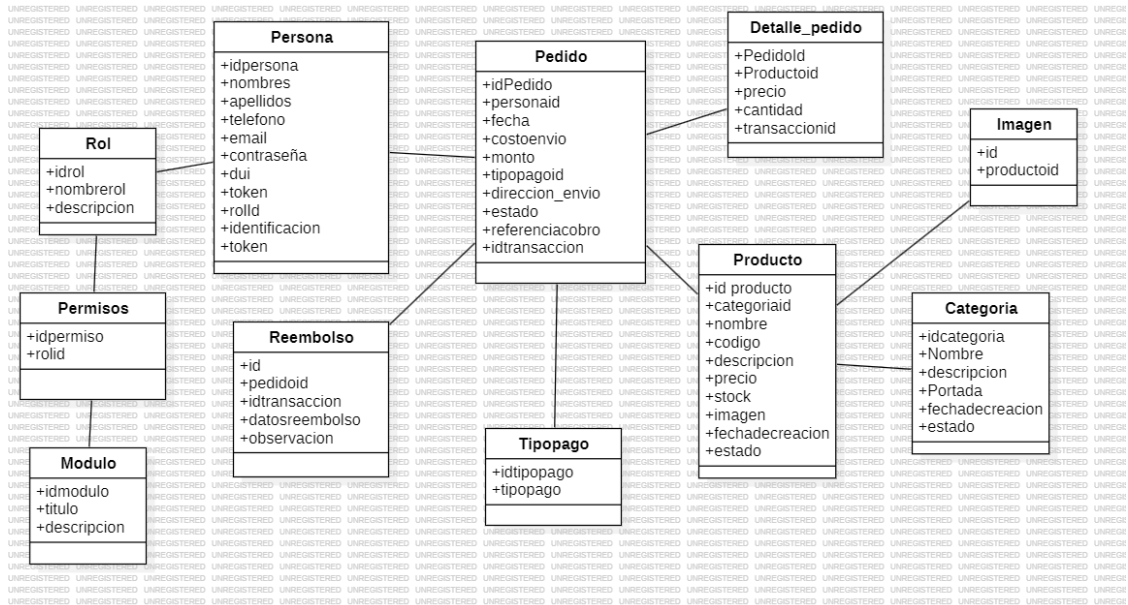 Persona
+idpersona
+nombres
+apellidos
+telefono
+email
+contraseña
+dui
+token
+rolId
+identificacion
+token
Pedido
+idPedido
+personaid
+fecha
+costoenvio
+monto
+tipopagoid
+direccion_envio
+estado
+referenciacobro
+idtransaccion
Detalle_pedido
+PedidoId
+Productoid
+precio
+cantidad
+transaccionid
Imagen
+id
+productoid
Rol
+idrol
+nombrerol
+descripcion
Permisos
+idpermiso
+rolid
Modulo
+idmodulo
+titulo
+descripcion
Reembolso
+id
+pedidoid
+idtransaccion
+datosreembolso
+observacion
Tipopago
+idtipopago
+tipopago
Producto
+id producto
+categoriaid
+nombre
+codigo
+descripcion
+precio
+stock
+imagen
+fechadecreacion
+estado
Categoria
+idcategoria
+Nombre
+descripcion
+Portada
+fechadecreacion
+estado
UNREGISTERED